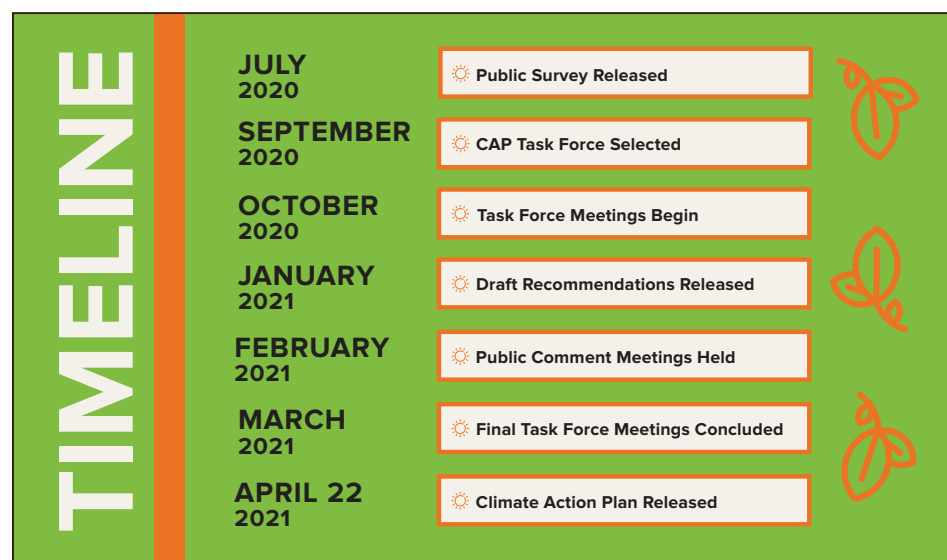 TIMELINE
JULY
2020
Public Survey Released
SEPTEMBER
2020
CAP Task Force Selected
OCTOBER
2020
Task Force Meetings Begin
JANUARY
2021
Draft Recommendations Released
FEBRUARY
2021
Public Comment Meetings Held
MARCH
2021
Final Task Force Meetings Concluded
APRIL 22
2021
Climate Action Plan Released